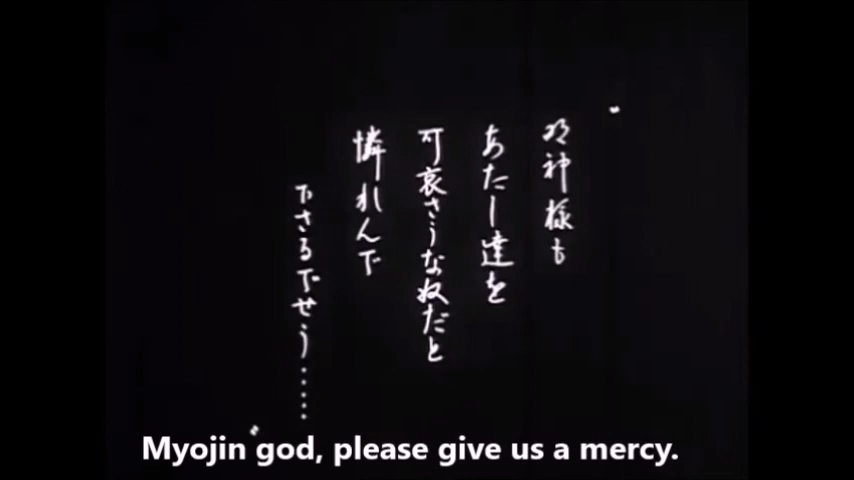 明神様も
あたし達を
可哀さうな奴だと
憐れんで
下さるでせう……
Myojin god, please give us a mercy.